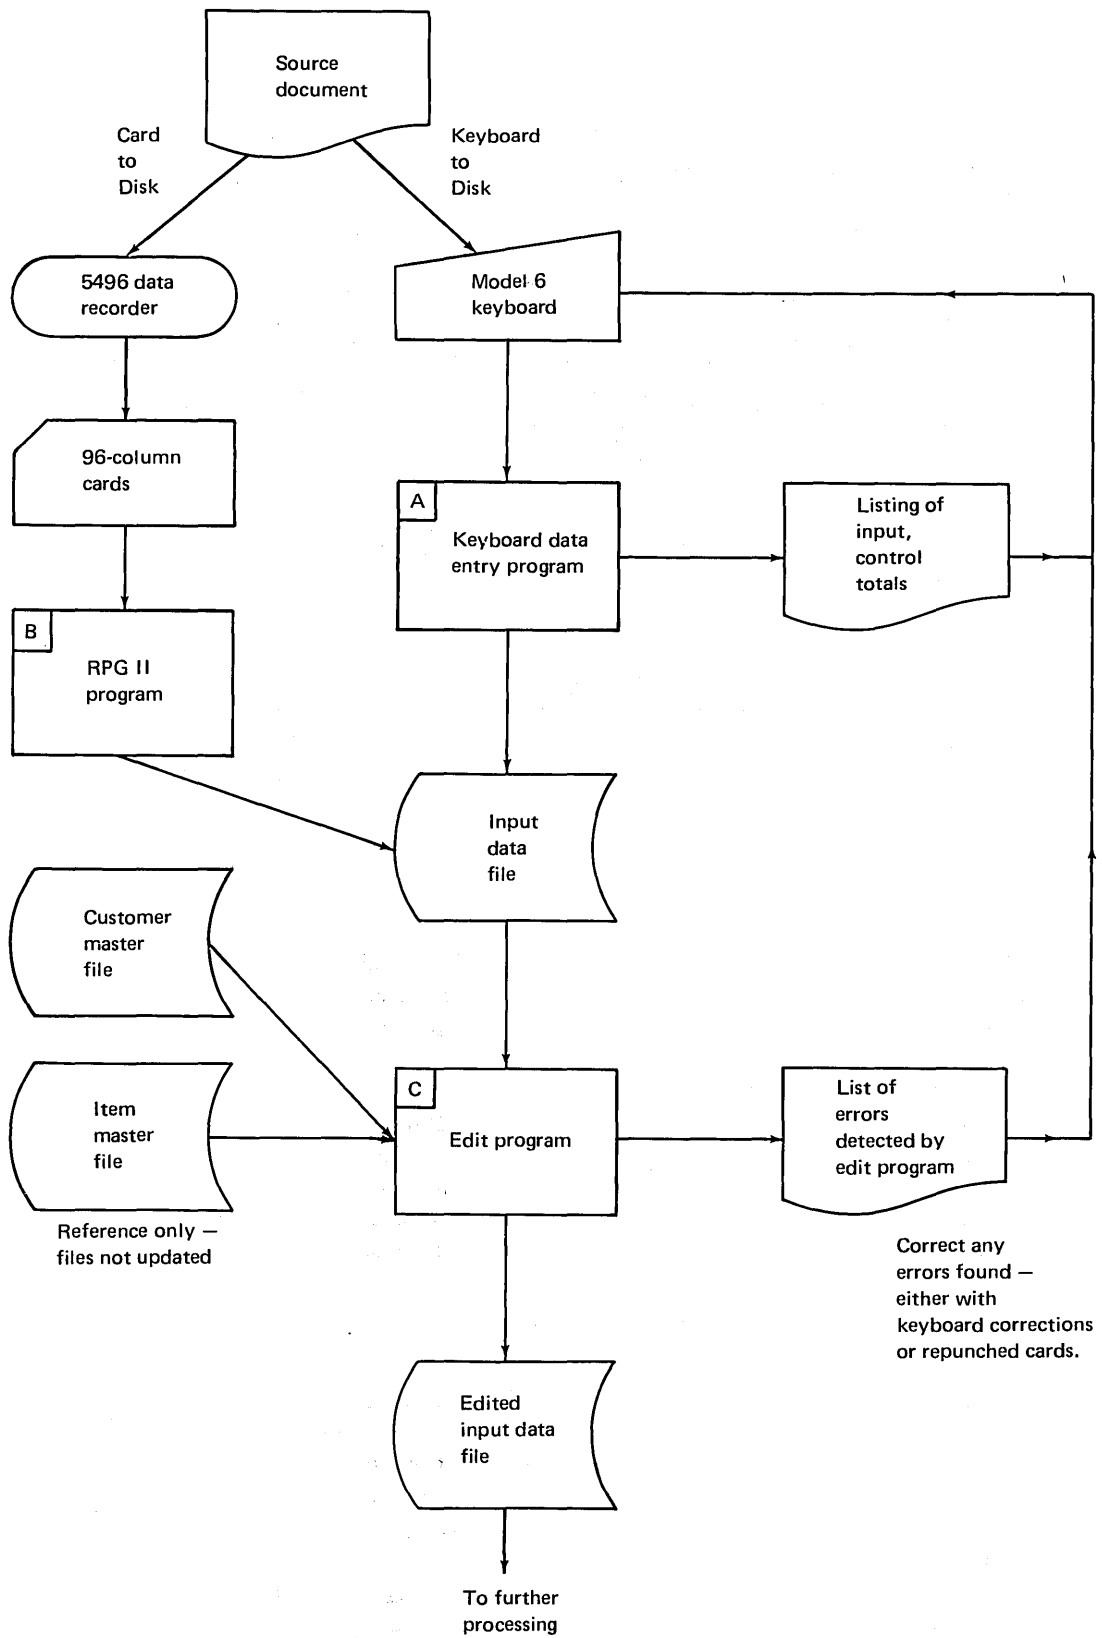 Source
document
Card
to
Disk
Keyboard
to
Disk
5496 data
recorder
Model 6
keyboard
96-column
cards
A
Keyboard data
entry program
Listing of
input,
control
totals
B
RPG II
program
Input
data
file
Customer
master
file
Item
master
file
Reference only —
files not updated
C
Edit program
List of
errors
detected by
edit program
Correct any
errors found —
either with
keyboard corrections
or repunched cards.
Edited
input data
file
To further
processing